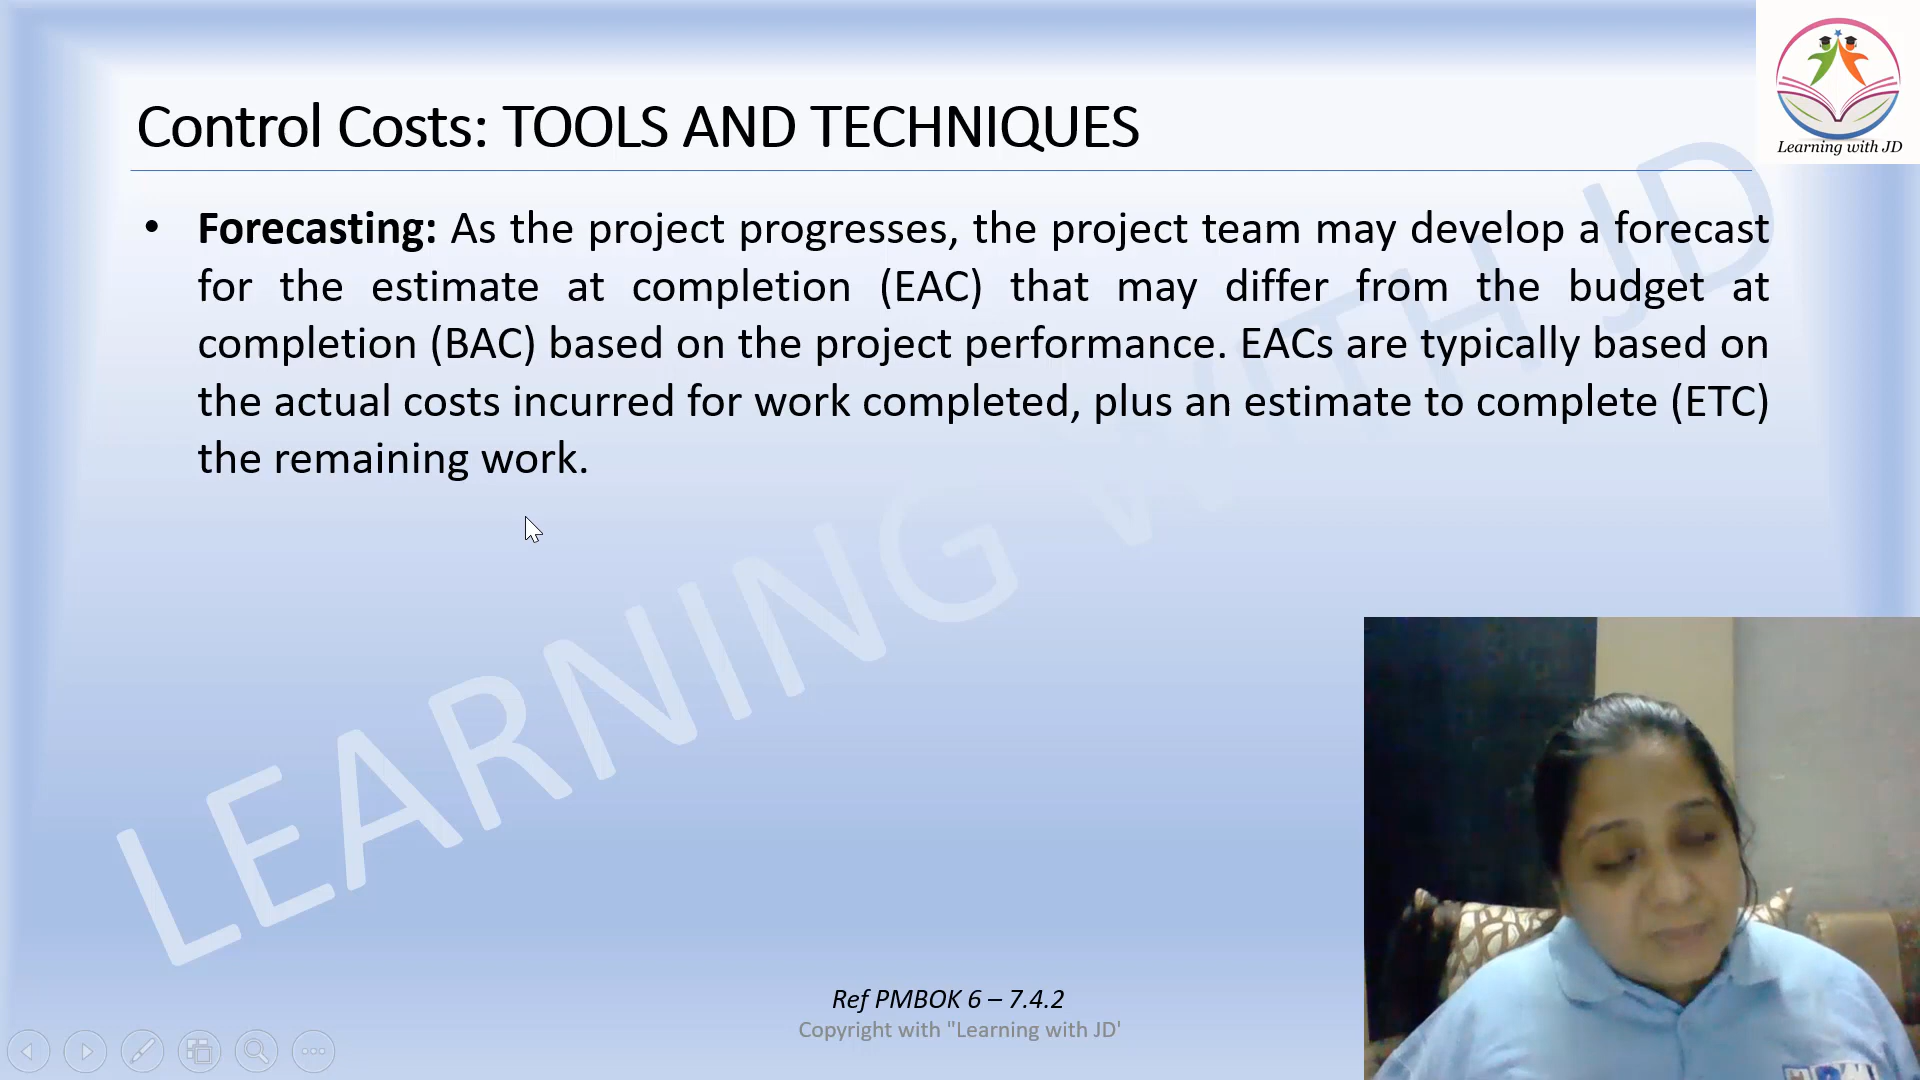 Control Costs: TOOLS AND TECHNIQUES
Learning with JD
• Forecasting: As the project progresses, the project team may develop a forecast
for the estimate at completion (EAC) that may differ from the budget at
completion (BAC) based on the project performance. EACs are typically based on
the actual costs incurred for work completed, plus an estimate to complete (ETC)
the remaining work.
LEARNING WITH JD
Ref PMBOK 6 – 7.4.2
Copyright with "Learning with JD'